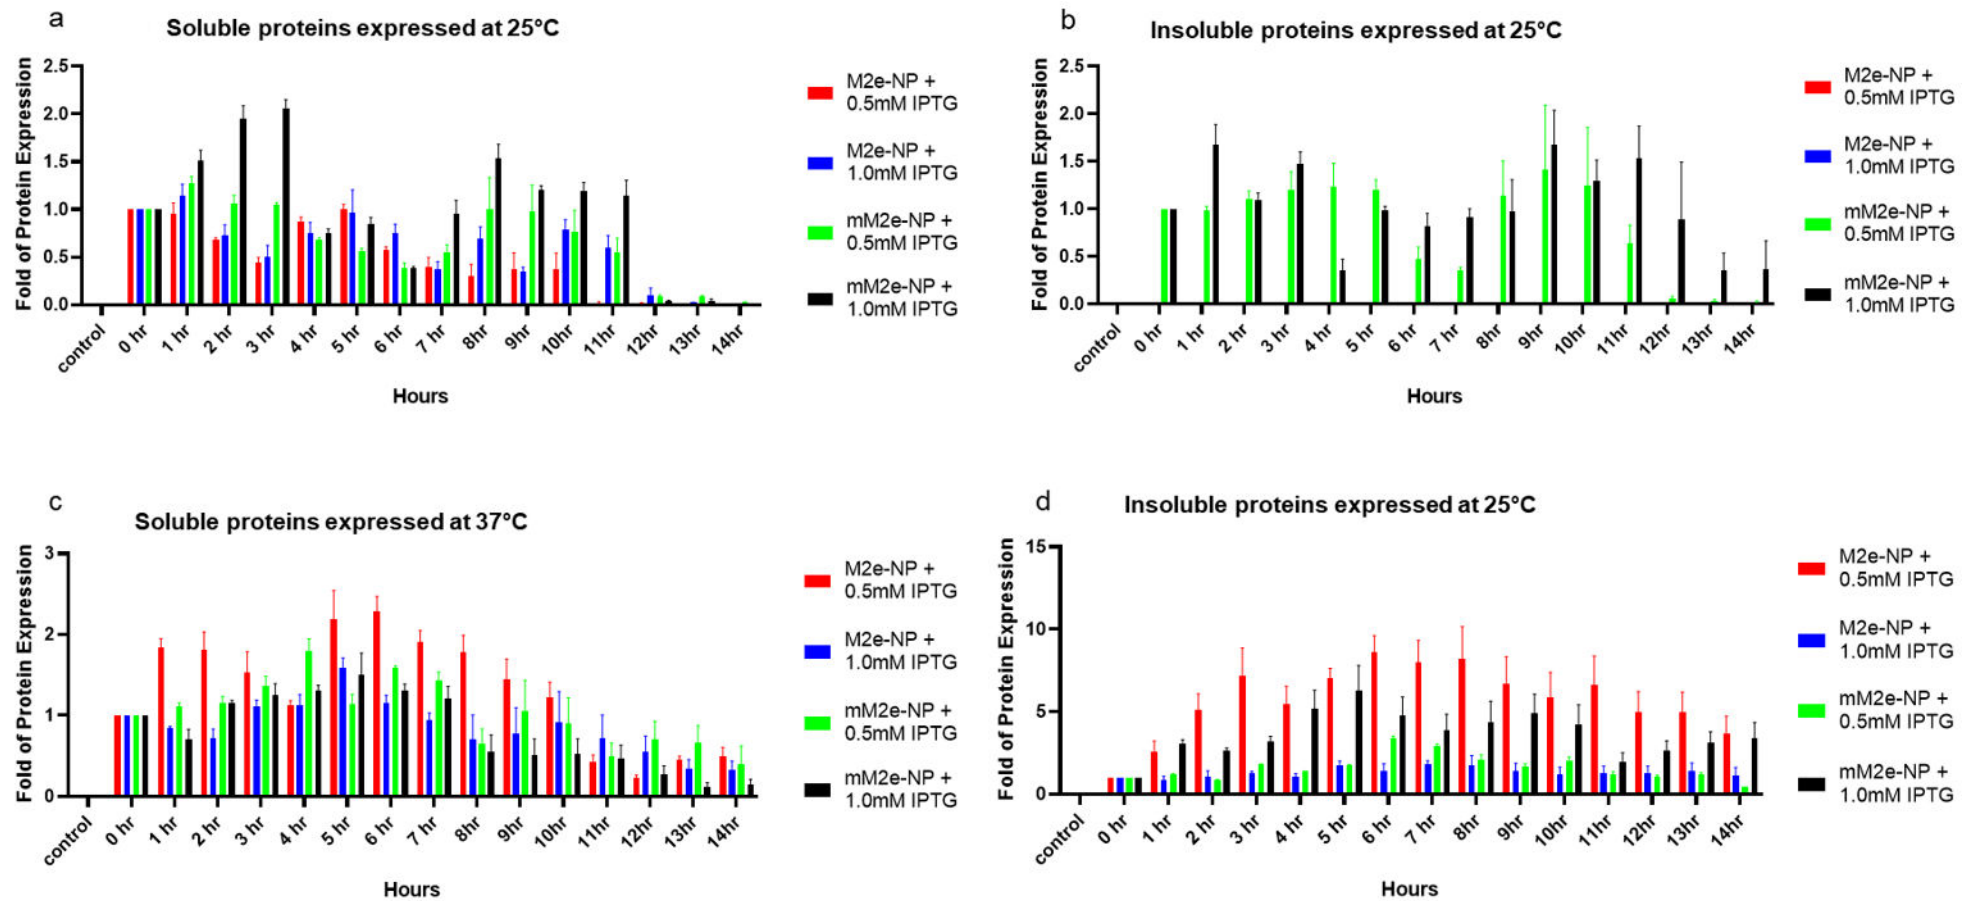 a
Soluble proteins expressed at 25°C
Fold of Protein Expression
2.5
2.0
1.5
1.0
0.5
0.0
control
0 hr
1 hr
2 hr
3 hr
4 hr
5 hr
6 hr
7 hr
8hr
9hr
10hr
11hr
12hr
13hr
14hr
Hours
M2e-NP +
0.5mM IPTG
M2e-NP +
1.0mM IPTG
mM2e-NP +
0.5mM IPTG
mM2e-NP +
1.0mM IPTG
b
Insoluble proteins expressed at 25°C
Fold of Protein Expression
2.5
2.0
1.5
1.0
0.5
0.0
control
0 hr
1 hr
2 hr
3 hr
4 hr
5 hr
6 hr
7 hr
8hr
9hr
10hr
11hr
12hr
13hr
14hr
Hours
M2e-NP +
0.5mM IPTG
M2e-NP +
1.0mM IPTG
mM2e-NP +
0.5mM IPTG
mM2e-NP +
1.0mM IPTG
c
Soluble proteins expressed at 37°C
Fold of Protein Expression
3
2
1
0
control
0 hr
1 hr
2 hr
3 hr
4 hr
5 hr
6 hr
7 hr
8hr
9hr
10hr
11hr
12hr
13hr
14hr
Hours
M2e-NP +
0.5mM IPTG
M2e-NP +
1.0mM IPTG
mM2e-NP +
0.5mM IPTG
mM2e-NP +
1.0mM IPTG
d
Insoluble proteins expressed at 25°C
Fold of Protein Expression
15
10
5
0
control
0 hr
1 hr
2 hr
3 hr
4 hr
5 hr
6 hr
7 hr
8hr
9hr
10hr
11hr
12hr
13hr
14hr
Hours
M2e-NP +
0.5mM IPTG
M2e-NP +
1.0mM IPTG
mM2e-NP +
0.5mM IPTG
mM2e-NP +
1.0mM IPTG